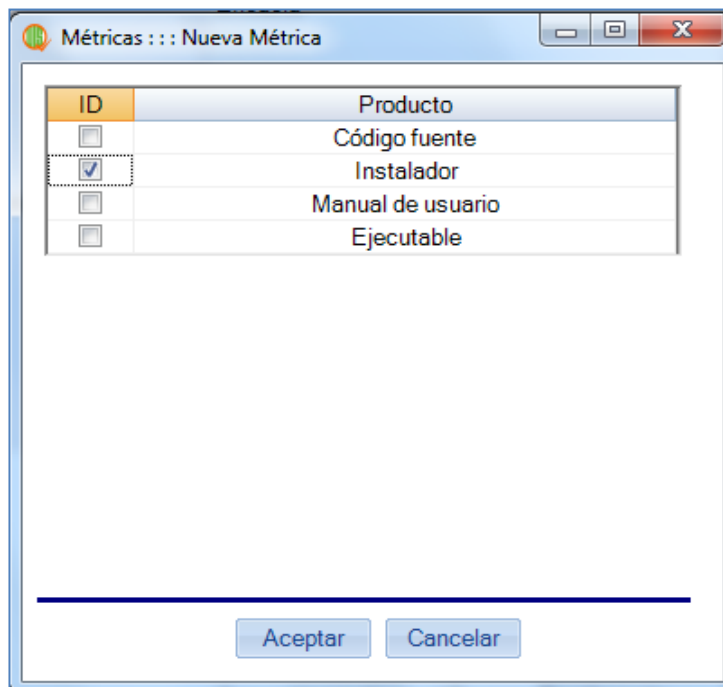 Métricas : : : Nueva Métrica
ID Producto
Código fuente
Instalador
Manual de usuario
Ejecutable
Aceptar Cancelar